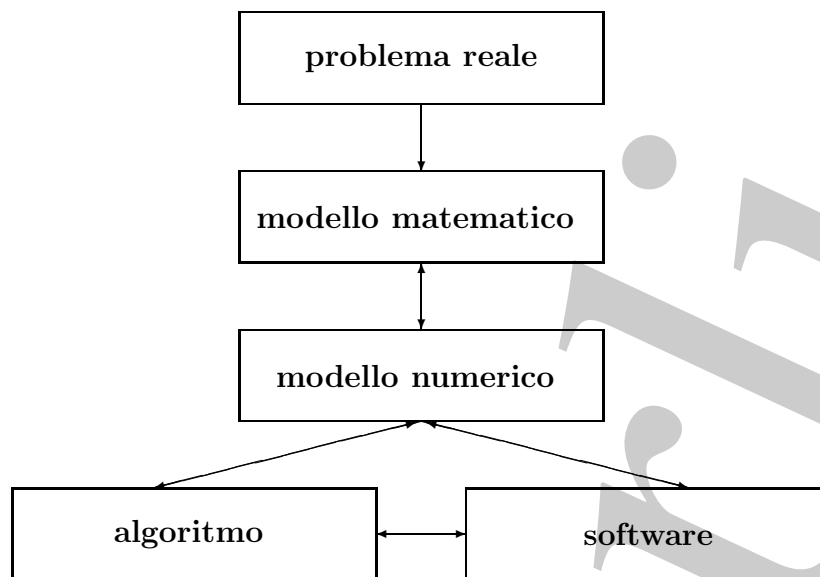 problema reale
modello matematico
modello numerico
algoritmo
software